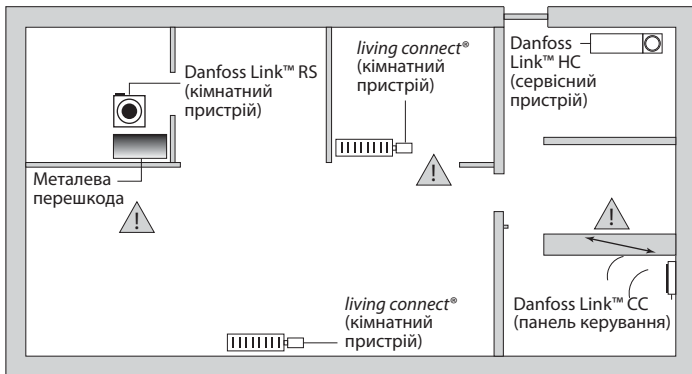 living connect®
(кімнатний
пристрій)
Danfoss
Link™ HC
(сервісний
пристрій)
Danfoss Link™ RS
(кімнатний
пристрій)
Металева
перешкода
!
!
!
living connect®
(кімнатний
пристрій)
Danfoss Link™ CC
(панель керування)